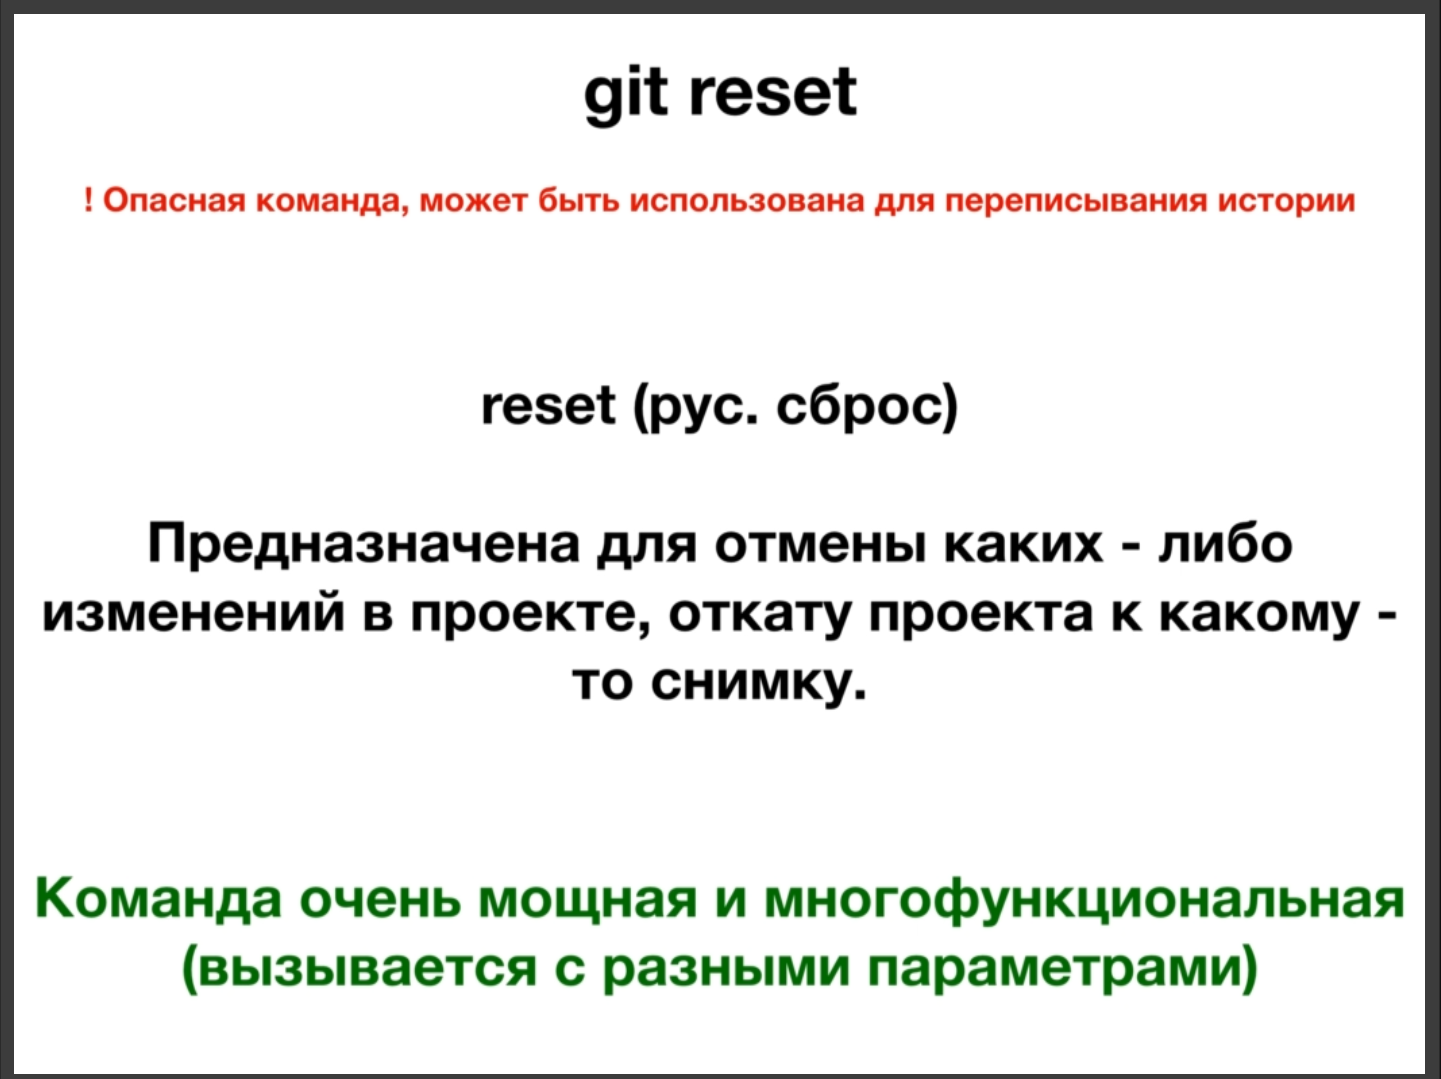 git reset
! Опасная команда, может быть использована для переписывания истории
reset (рус. сброс)
Предназначена для отмены каких - либо
изменений в проекте, откату проекта к какому -
то снимку.
Команда очень мощная и многофункциональная
(вызывается с разными параметрами)